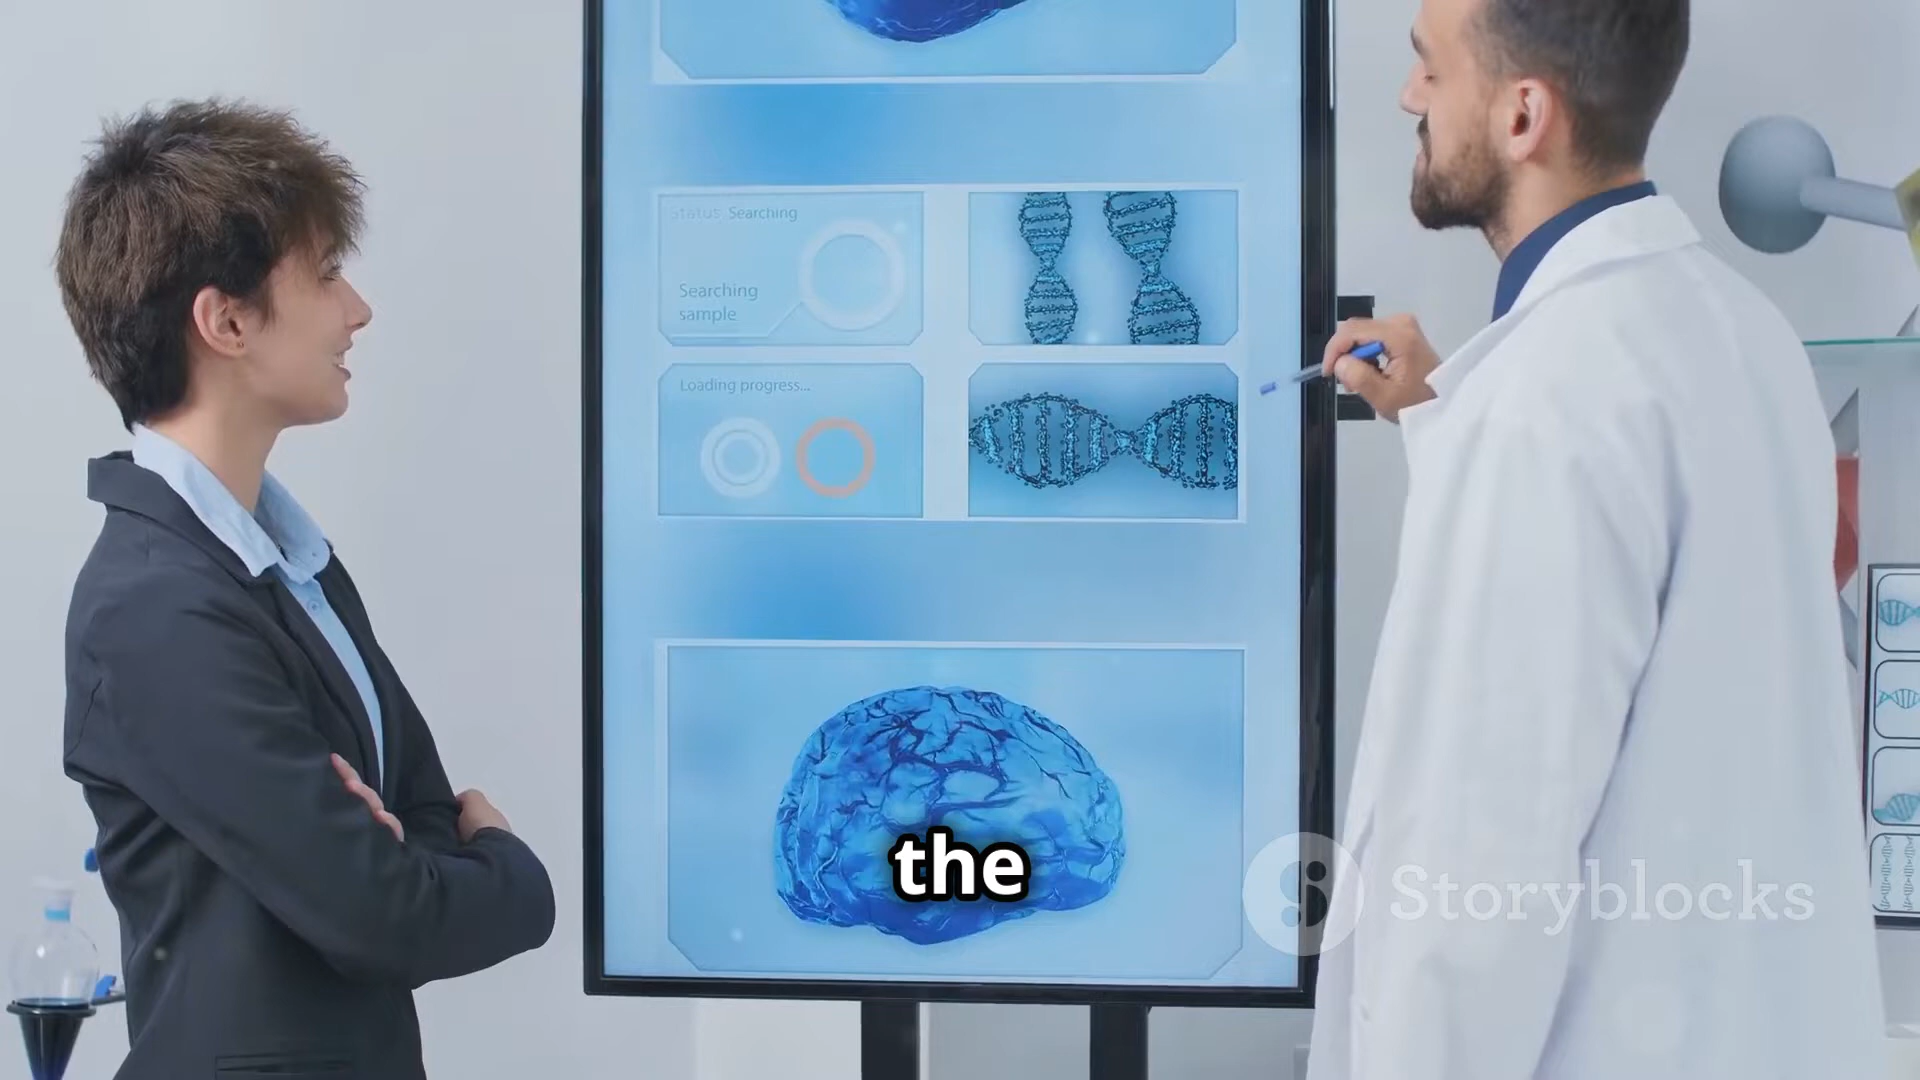 Status: Searching
Searching
sample
Loading progress...
the
Storyblocks